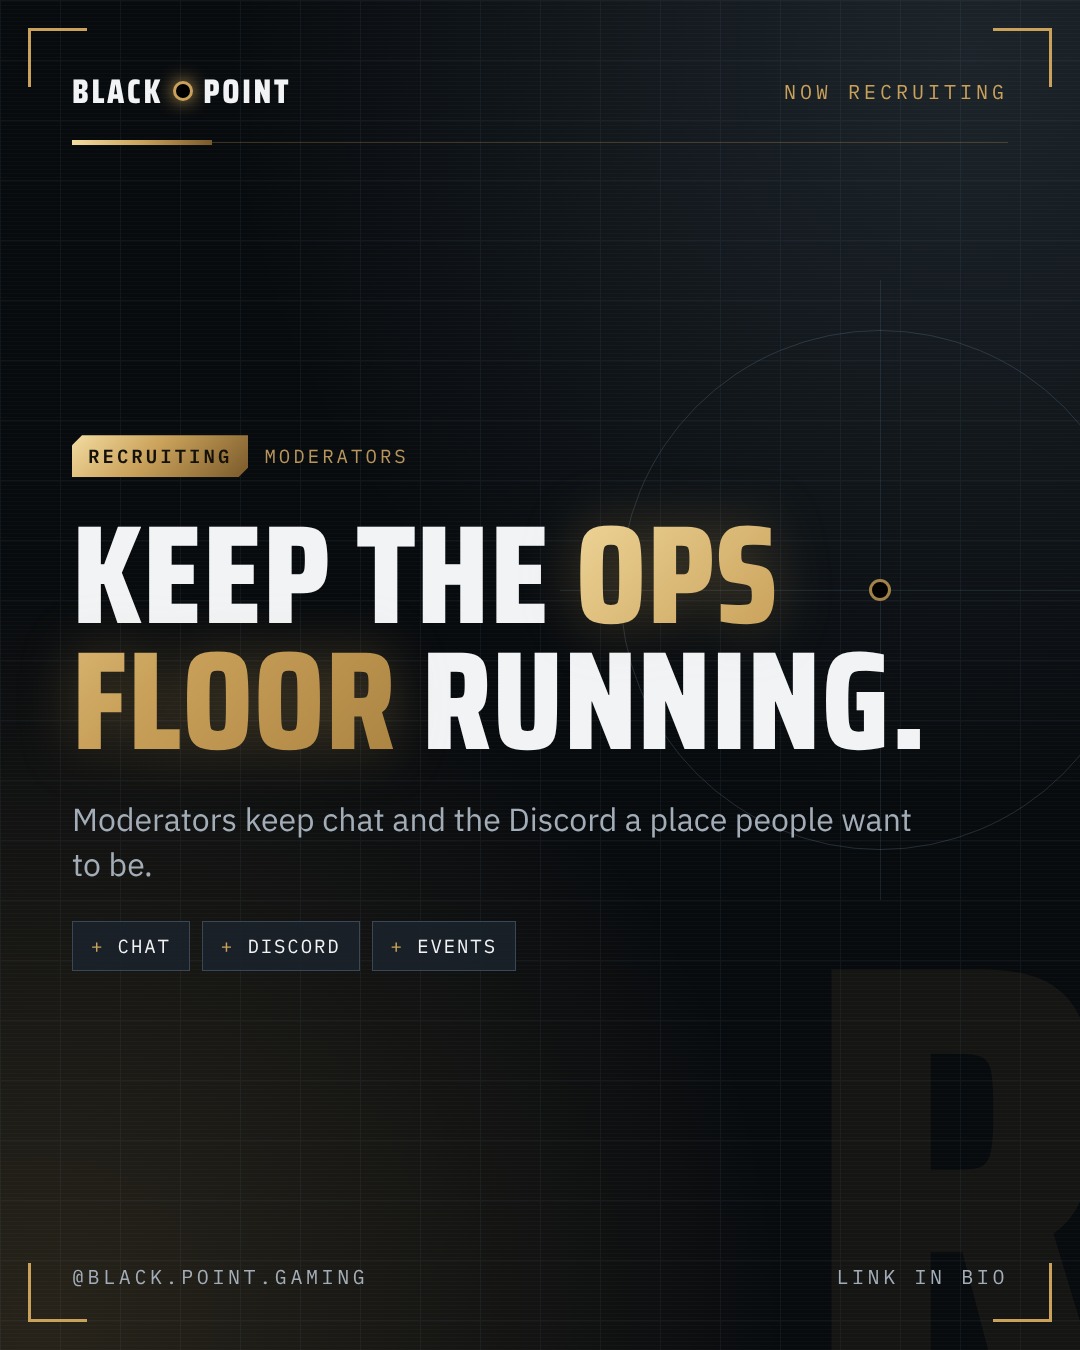 BLACK POINT
NOW RECRUITING
RECRUITING MODERATORS
KEEP THE OPS
FLOOR RUNNING.
Moderators keep chat and the Discord a place people want
to be.
+ CHAT + DISCORD + EVENTS
R
@BLACK.POINT.GAMING
LINK IN BIO